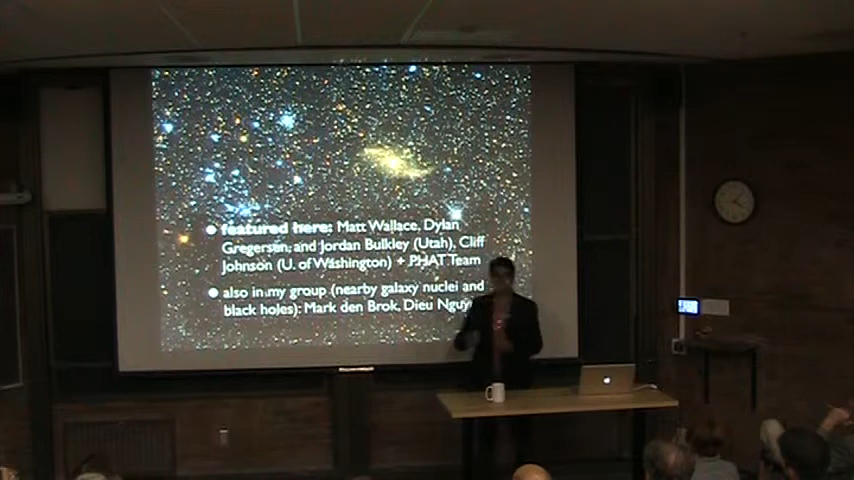 featured here: Matt Wallace, Dylan
Gregersen, and Jordan Bulkley (Utah), Cliff
Johnson (U. of Washington) + PHAT Team
also in my group (nearby galaxy nuclei and
black holes): Mark den Brok, Dieu